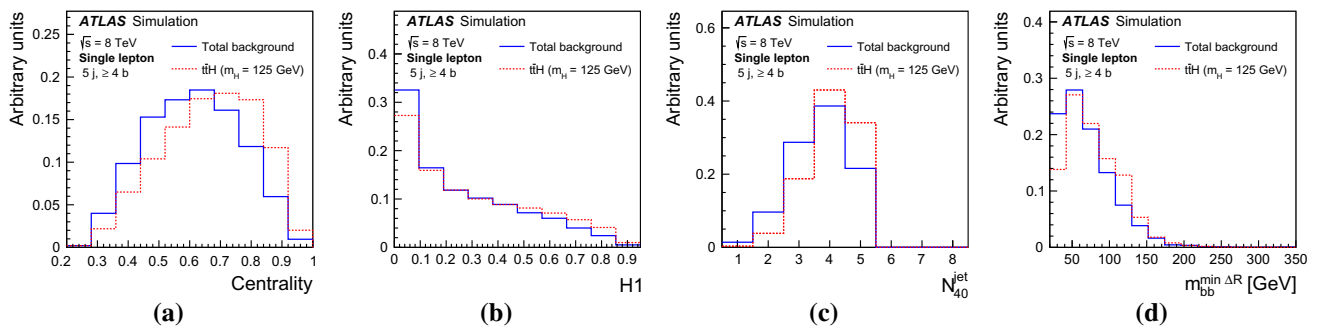 Arbitrary units
0.25
0.2
0.15
0.1
0.05
0
ATLAS Simulation
√s = 8 TeV
Single lepton
5 j, ≥ 4 b
Total background
tt̄H (m_H = 125 GeV)
0.2 0.3 0.4 0.5 0.6 0.7 0.8 0.9 1
Centrality
(a)
Arbitrary units
0.4
0.3
0.2
0.1
0
ATLAS Simulation
√s = 8 TeV
Single lepton
5 j, ≥ 4 b
Total background
tt̄H (m_H = 125 GeV)
0 0.1 0.2 0.3 0.4 0.5 0.6 0.7 0.8 0.9
H1
(b)
Arbitrary units
0.6
0.4
0.2
0
ATLAS Simulation
√s = 8 TeV
Single lepton
5 j, ≥ 4 b
Total background
tt̄H (m_H = 125 GeV)
1 2 3 4 5 6 7 8
N_40^jet
(c)
Arbitrary units
0.4
0.3
0.2
0.1
0
ATLAS Simulation
√s = 8 TeV
Single lepton
5 j, ≥ 4 b
Total background
tt̄H (m_H = 125 GeV)
50 100 150 200 250 300 350
m_bb^min ΔR [GeV]
(d)